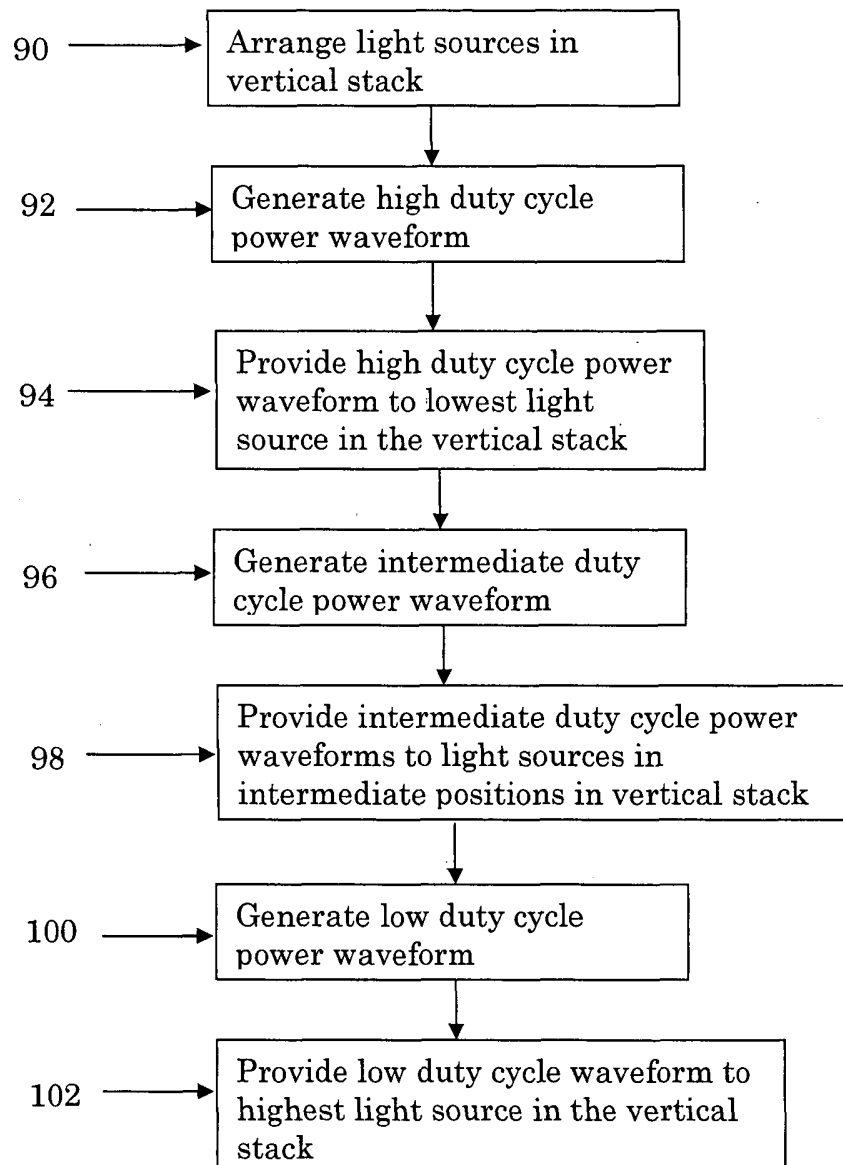 90
Arrange light sources in
vertical stack
92
Generate high duty cycle
power waveform
94
Provide high duty cycle power
waveform to lowest light
source in the vertical stack
96
Generate intermediate duty
cycle power waveform
98
Provide intermediate duty cycle power
waveforms to light sources in
intermediate positions in vertical stack
100
Generate low duty cycle
power waveform
102
Provide low duty cycle waveform to
highest light source in the vertical
stack